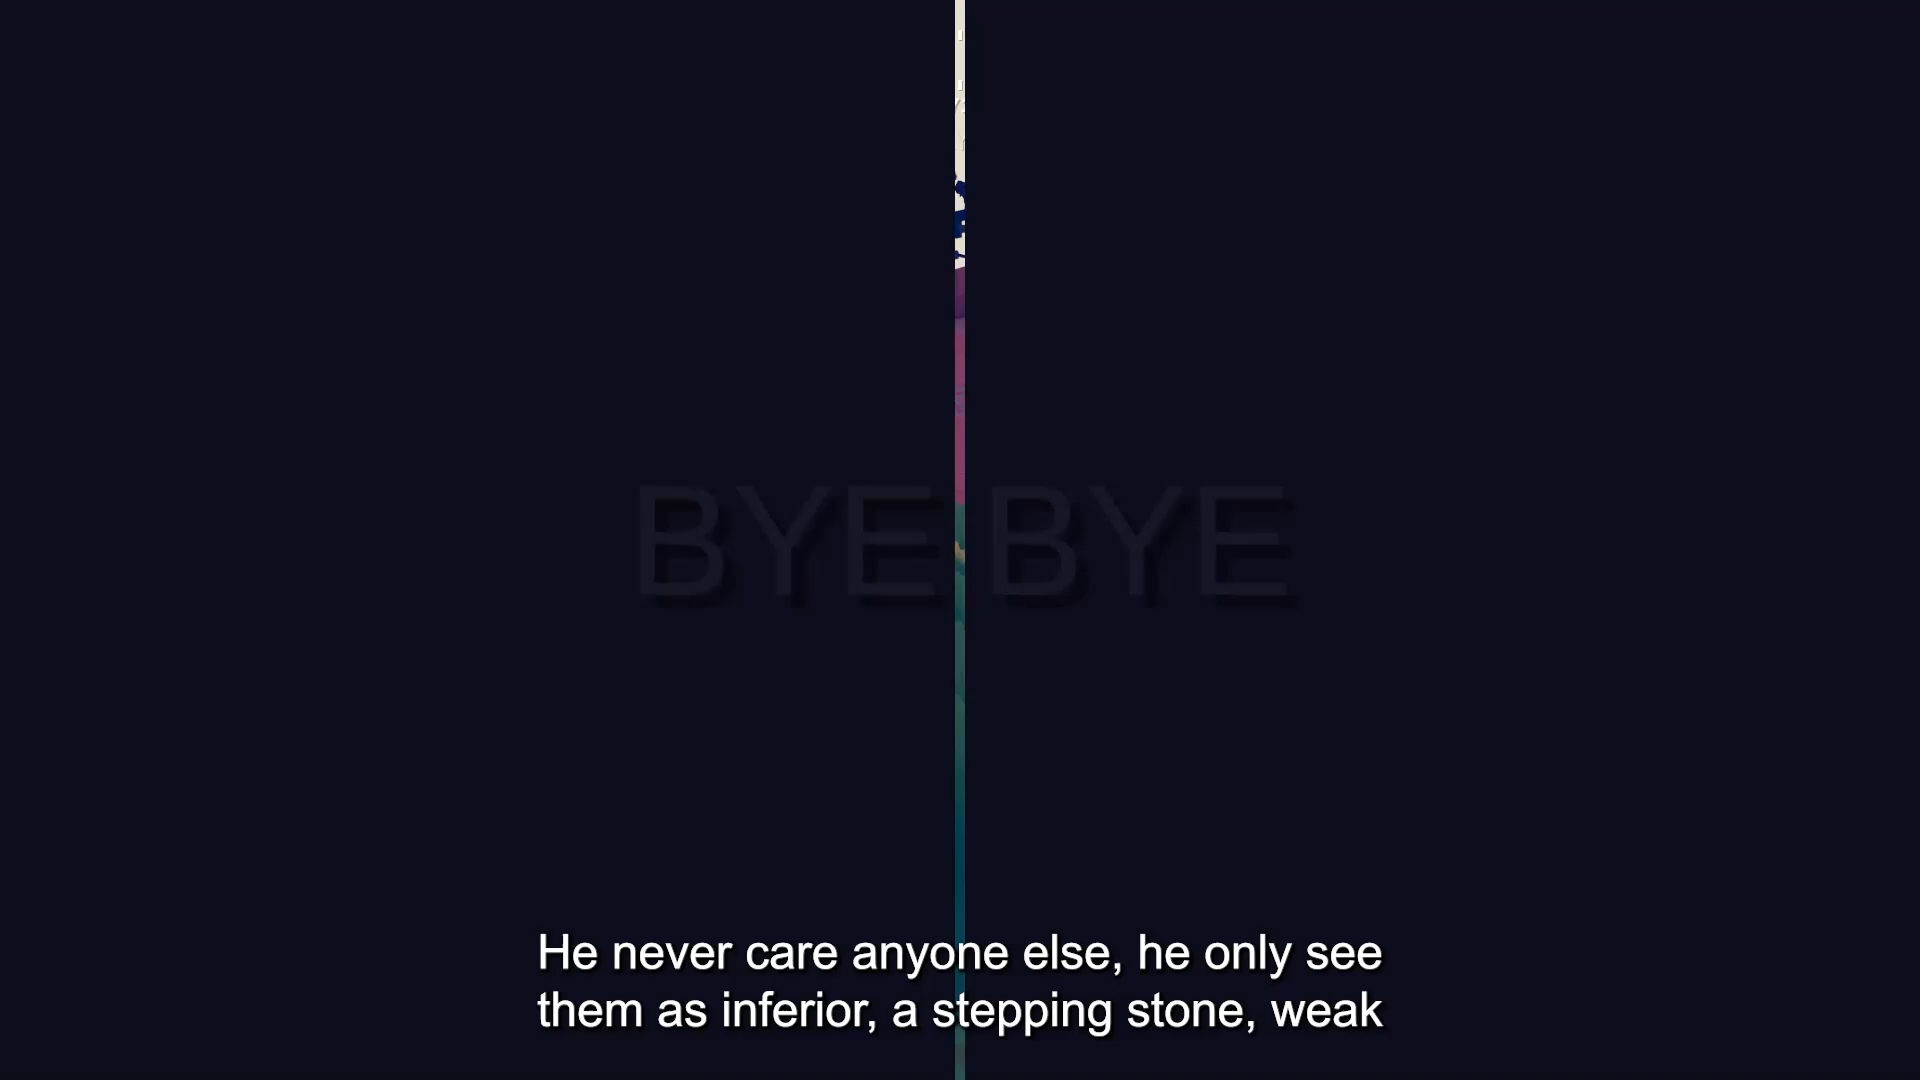 BYE BYE
He never care anyone else, he only see
them as inferior, a stepping stone, weak